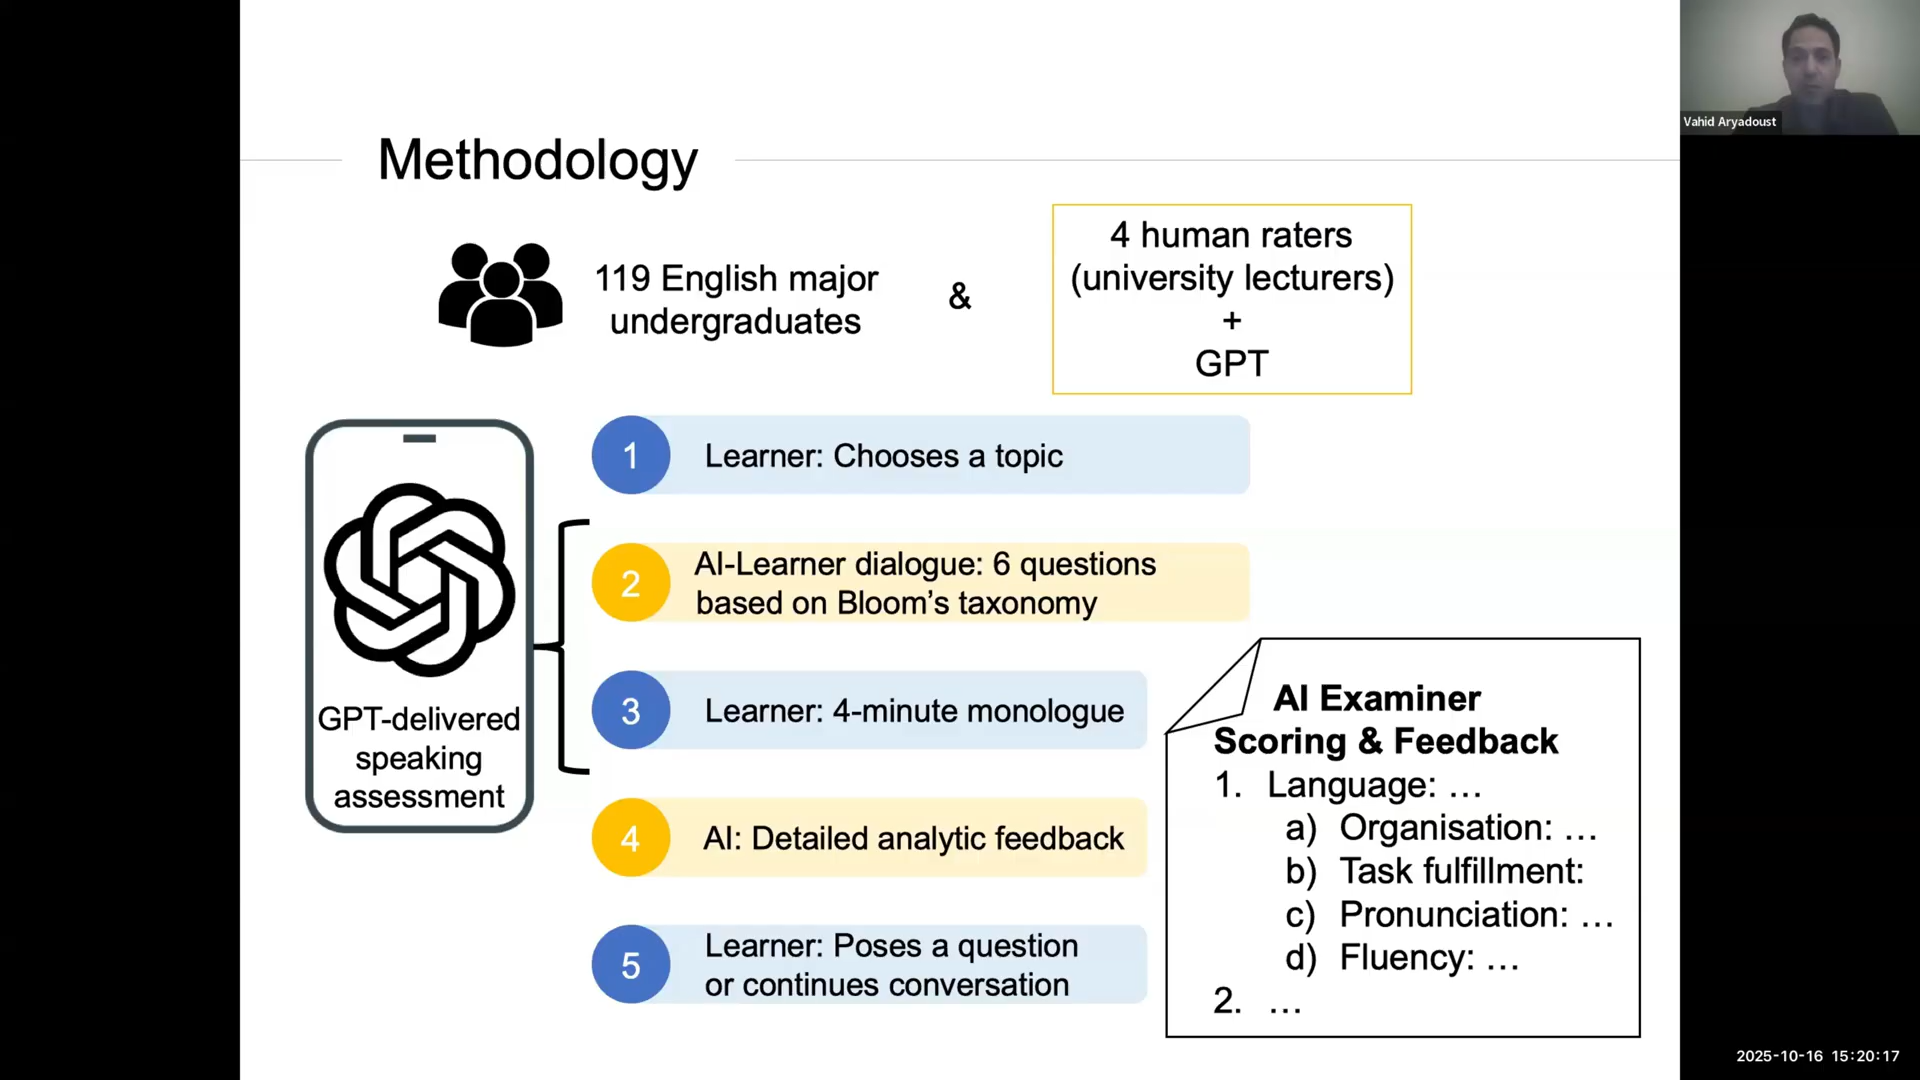 Vahid Aryadoust
Methodology
119 English major
undergraduates
&
4 human raters
(university lecturers)
+
GPT
GPT-delivered
speaking
assessment
1
Learner: Chooses a topic
2
AI-Learner dialogue: 6 questions
based on Bloom’s taxonomy
3
Learner: 4-minute monologue
4
AI: Detailed analytic feedback
5
Learner: Poses a question
or continues conversation
AI Examiner
Scoring & Feedback
1. Language: …
a) Organisation: …
b) Task fulfillment:
c) Pronunciation: …
d) Fluency: …
2. …
2025-10-16 15:20:17